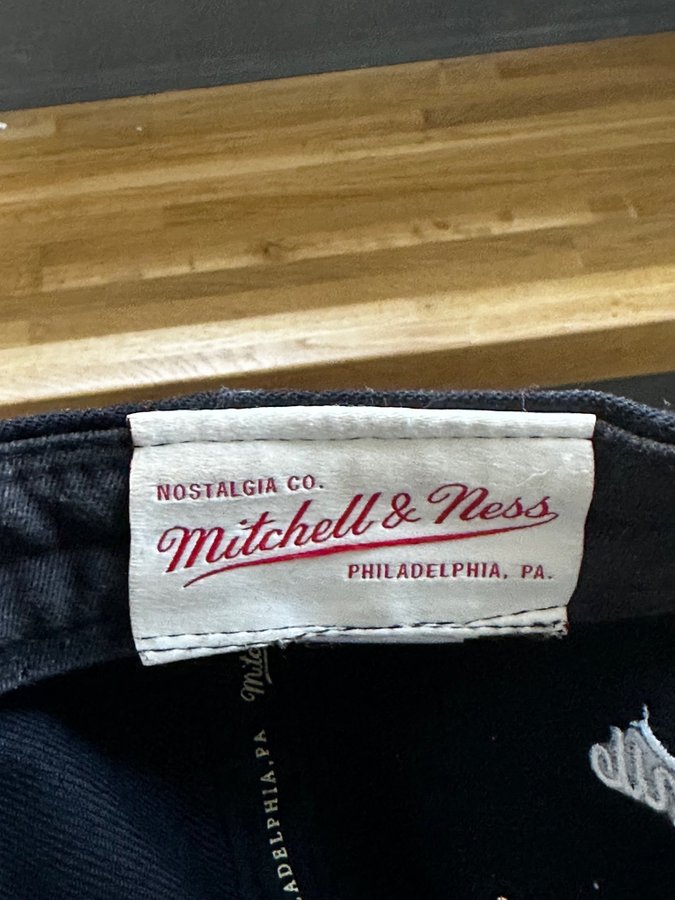 NOSTALGIA CO.
Mitchell & Ness
PHILADELPHIA, PA.